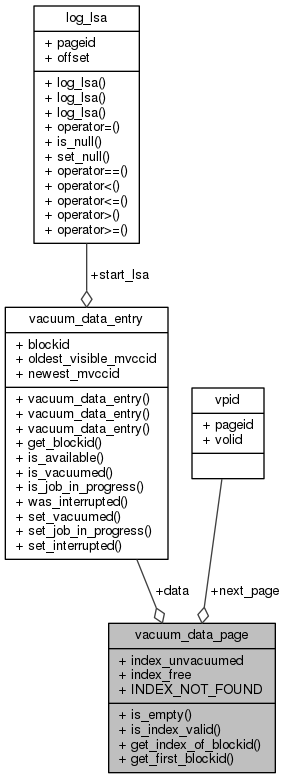 log_lsa
+ pageid
+ offset
+ log_lsa()
+ log_lsa()
+ log_lsa()
+ operator=()
+ is_null()
+ set_null()
+ operator==()
+ operator<()
+ operator<=()
+ operator>()
+ operator>=()
+start_lsa
vacuum_data_entry
+ blockid
+ oldest_visible_mvccid
+ newest_mvccid
+ vacuum_data_entry()
+ vacuum_data_entry()
+ vacuum_data_entry()
+ get_blockid()
+ is_available()
+ is_vacuumed()
+ is_job_in_progress()
+ was_interrupted()
+ set_vacuumed()
+ set_job_in_progress()
+ set_interrupted()
vpid
+ pageid
+ volid
+data
+next_page
vacuum_data_page
+ index_unvacuumed
+ index_free
+ INDEX_NOT_FOUND
+ is_empty()
+ is_index_valid()
+ get_index_of_blockid()
+ get_first_blockid()